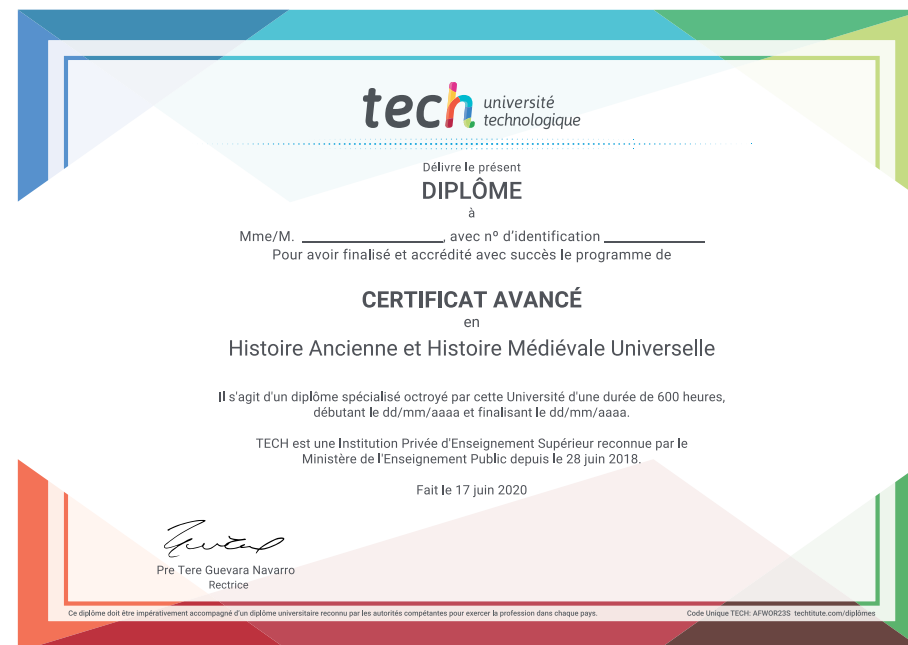 tech université
technologique
Délivre le présent
DIPLÔME
à
Mme/M. ____________, avec nº d'identification ____________
Pour avoir finalisé et accrédité avec succès le programme de
CERTIFICAT AVANCÉ
en
Histoire Ancienne et Histoire Médiévale Universelle
Il s'agit d'un diplôme spécialisé octroyé par cette Université d'une durée de 600 heures,
débutant le dd/mm/aaaa et finalisant le dd/mm/aaaa.
TECH est une Institution Privée d'Enseignement Supérieur reconnue par le
Ministère de l'Enseignement Public depuis le 28 juin 2018.
Fait le 17 juin 2020
Pre Tere Guevara Navarro
Rectrice
Ce diplôme doit être impérativement accompagné d'un diplôme universitaire reconnu par les autorités compétantes pour exercer la profession dans chaque pays. Code Unique TECH: AFWOR23S techtitute.com/diplômes